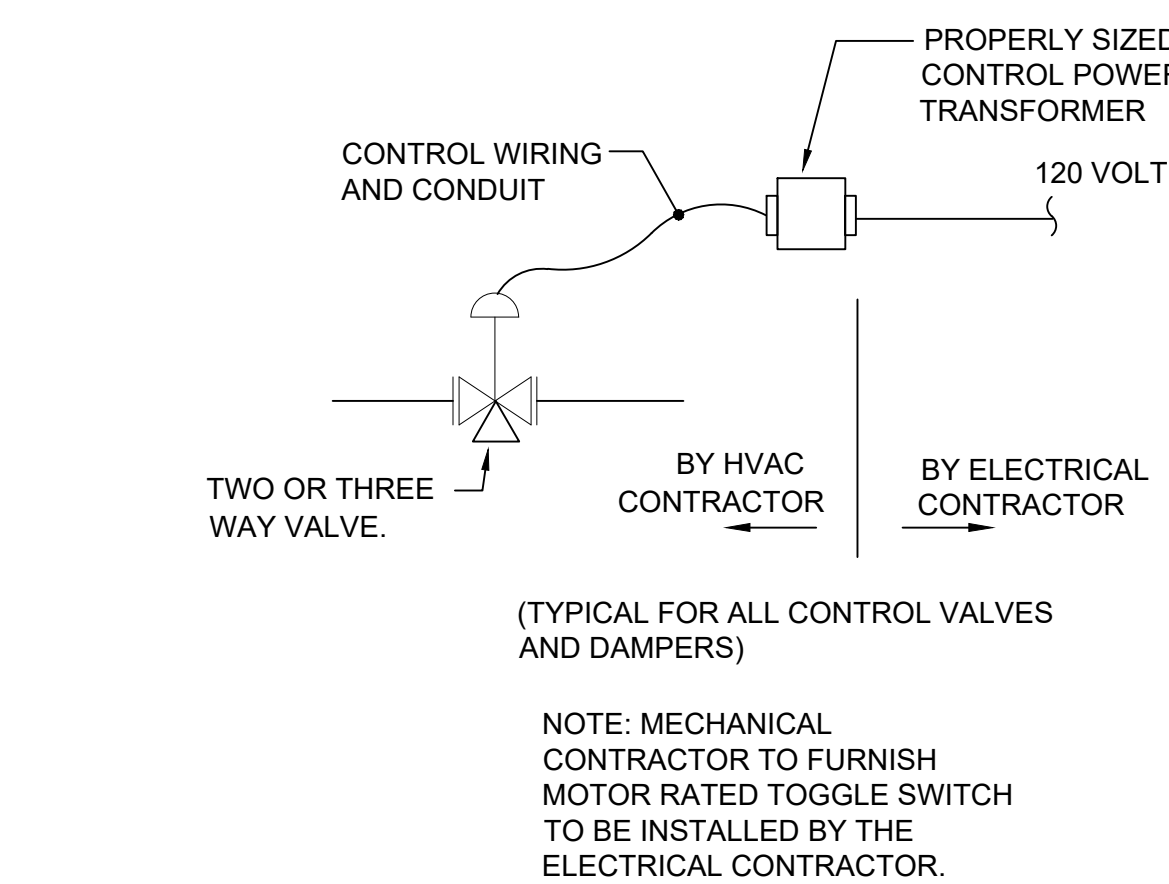 PROPERLY SIZED
CONTROL POWER
TRANSFORMER
CONTROL WIRING
AND CONDUIT
120 VOLT
TWO OR THREE
WAY VALVE.
BY HVAC
CONTRACTOR
BY ELECTRICAL
CONTRACTOR
(TYPICAL FOR ALL CONTROL VALVES
AND DAMPERS)
NOTE: MECHANICAL
CONTRACTOR TO FURNISH
MOTOR RATED TOGGLE SWITCH
TO BE INSTALLED BY THE
ELECTRICAL CONTRACTOR.